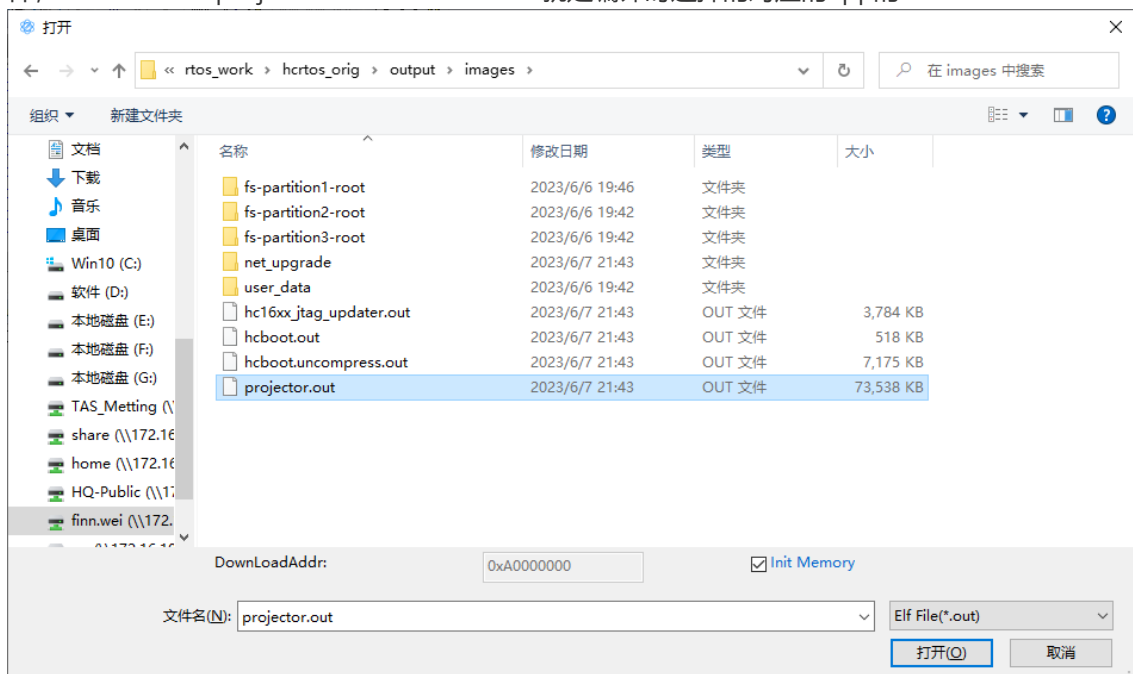 打开
« rtos_work › hcrtos_orig › output › images ›
在 images 中搜索
组织
新建文件夹
名称 修改日期 类型 大小
文档
下载
音乐
桌面
Win10 (C:)
软件 (D:)
本地磁盘 (E:)
本地磁盘 (F:)
本地磁盘 (G:)
TAS_Metting (\
share (\\172.16
home (\\172.16
HQ-Public (\\17
finn.wei (\\172.
fs-partition1-root 2023/6/6 19:46 文件夹
fs-partition2-root 2023/6/6 19:42 文件夹
fs-partition3-root 2023/6/6 19:42 文件夹
net_upgrade 2023/6/7 21:43 文件夹
user_data 2023/6/6 19:42 文件夹
hc16xx_jtag_updater.out 2023/6/7 21:43 OUT 文件 3,784 KB
hcboot.out 2023/6/7 21:43 OUT 文件 518 KB
hcboot.uncompress.out 2023/6/7 21:43 OUT 文件 7,175 KB
projector.out 2023/6/7 21:43 OUT 文件 73,538 KB
DownLoadAddr: 0xA0000000 Init Memory
文件名(N): projector.out Elf File(*.out)
打开(O) 取消